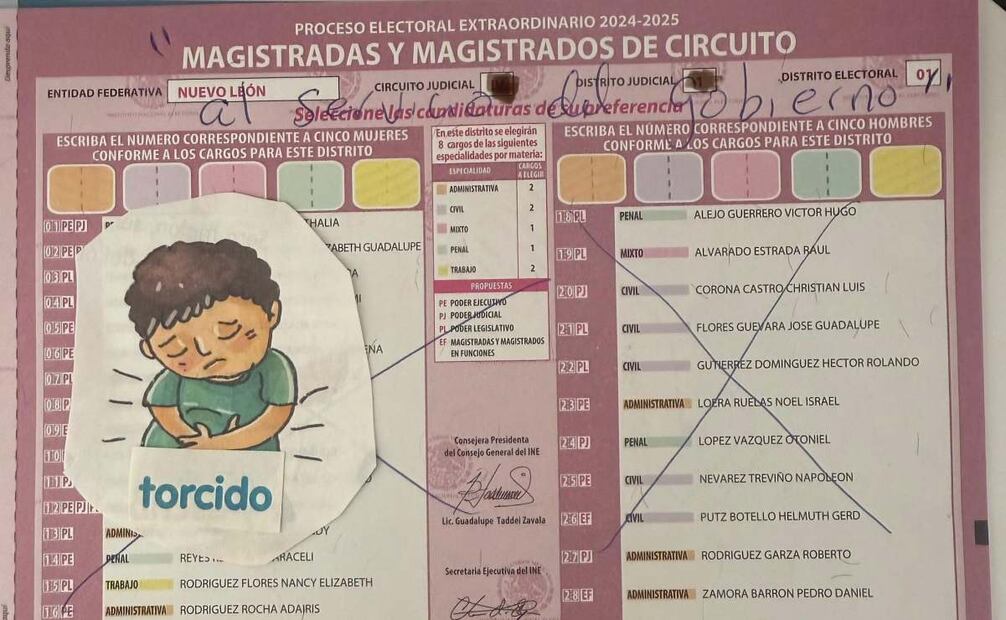 PROCESO ELECTORAL EXTRAORDINARIO 2024-2025
MAGISTRADAS Y MAGISTRADOS DE CIRCUITO
ENTIDAD FEDERATIVA NUEVO LEÓN CIRCUITO JUDICIAL DISTRITO JUDICIAL DISTRITO ELECTORAL 01
" al servicio del gobierno "
Seleccione las candidaturas de su preferencia
ESCRIBA EL NÚMERO CORRESPONDIENTE A CINCO MUJERES
CONFORME A LOS CARGOS PARA ESTE DISTRITO
01 PE PJ THALIA
02 PE ZABETH GUADALUPE
03 PL
04 PL
05 PE
06 PE
07 PL
08
09
10
11
12 PE PJ
13 PL ADMINIS DY
14 PE PENAL REYES ARACELI
15 PL TRABAJO RODRIGUEZ FLORES NANCY ELIZABETH
16 PE ADMINISTRATIVA RODRIGUEZ ROCHA ADAIRIS
torcido
En este distrito se elegirán
8 cargos de las siguientes
especialidades por materia:
ESPECIALIDAD CARGOS A ELEGIR
ADMINISTRATIVA 2
CIVIL 2
MIXTO 1
PENAL 1
TRABAJO 2
PROPUESTAS
PE PODER EJECUTIVO
PJ PODER JUDICIAL
PL PODER LEGISLATIVO
EF MAGISTRADAS Y MAGISTRADOS
EN FUNCIONES
Consejera Presidenta
del Consejo General del INE
Lic. Guadalupe Taddei Zavala
Secretaria Ejecutiva del INE
ESCRIBA EL NÚMERO CORRESPONDIENTE A CINCO HOMBRES
CONFORME A LOS CARGOS PARA ESTE DISTRITO
18 PL PENAL ALEJO GUERRERO VICTOR HUGO
19 PL MIXTO ALVARADO ESTRADA RAUL
20 PJ CIVIL CORONA CASTRO CHRISTIAN LUIS
21 PL CIVIL FLORES GUEVARA JOSE GUADALUPE
22 PL CIVIL GUTIERREZ DOMINGUEZ HECTOR ROLANDO
23 PE ADMINISTRATIVA LOERA RUELAS NOEL ISRAEL
24 PJ PENAL LOPEZ VAZQUEZ OTONIEL
25 PE CIVIL NEVAREZ TREVIÑO NAPOLEON
26 EF CIVIL PUTZ BOTELLO HELMUTH GERD
27 PJ ADMINISTRATIVA RODRIGUEZ GARZA ROBERTO
28 EF ADMINISTRATIVA ZAMORA BARRON PEDRO DANIEL
Desprenda aquí